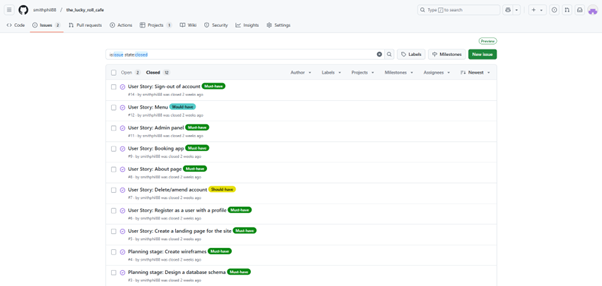 smithphil88 / the_lucky_roll_cafe
Type / to search
Code Issues 2 Pull requests Actions Projects 3 Wiki Security Insights Settings
Preview
is:issue state:closed
Labels Milestones New issue
Open 2 Closed 12 Author Labels Projects Milestones Assignees Newest
User Story: Sign out of account Must-have
#14 · by smithphil88 was closed 2 weeks ago
User Story: Menu Should-have
#12 · by smithphil88 was closed 2 weeks ago
User Story: Admin panel Must-have
#11 · by smithphil88 was closed 2 weeks ago
User Story: Booking app Must-have
by smithphil88 was closed 2 weeks ago
User Story: About page Must-have
by smithphil88 was closed 2 weeks ago
User Story: Delete/amend account Should-have
#7 · by smithphil88 was closed 2 weeks ago
User Story: Register as a user with a profile Must-have
by smithphil88 was closed 2 weeks ago
User Story: Create a landing page for the site Must-have
by smithphil88 was closed 2 weeks ago
Planning stage: Create wireframes Must-have
#4 · by smithphil88 was closed 2 weeks ago
Planning stage: Design a database schema Must-have
by smithphil88 was closed 2 weeks ago